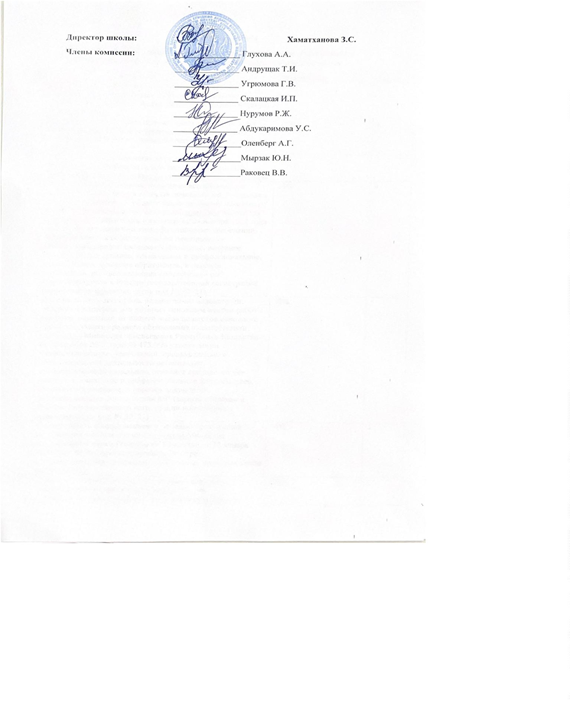 Директор школы: Хаматханова З.С.
Члены комиссии: Глухова А.А.
Андрущак Т.И.
Угрюмова Г.В.
Скалацкая И.П.
Нурумов Р.Ж.
Абдукаримова У.С.
Оленберг А.Г.
Мырзак Ю.Н.
Раковец В.В.